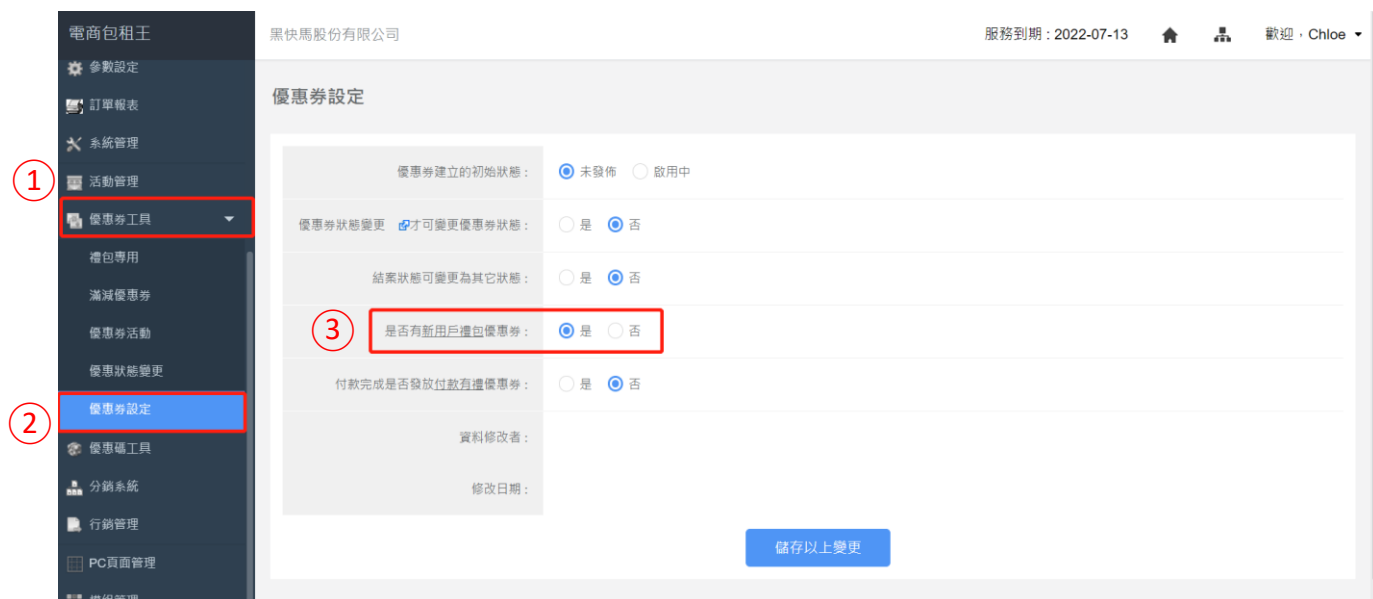 電商包租王
黑快馬股份有限公司
服務到期：2022-07-13
歡迎，Chloe
參數設定
訂單報表
系統管理
① 活動管理
優惠券工具
禮包專用
滿減優惠券
優惠券活動
優惠狀態變更
② 優惠券設定
優惠碼工具
分銷系統
行銷管理
PC頁面管理
模組管理
優惠券設定
優惠券建立的初始狀態： 未發佈 啟用中
優惠券狀態變更 才可變更優惠券狀態： 是 否
結案狀態可變更為其它狀態： 是 否
③ 是否有新用戶禮包優惠券： 是 否
付款完成是否發放付款有禮優惠券： 是 否
資料修改者：
修改日期：
儲存以上變更